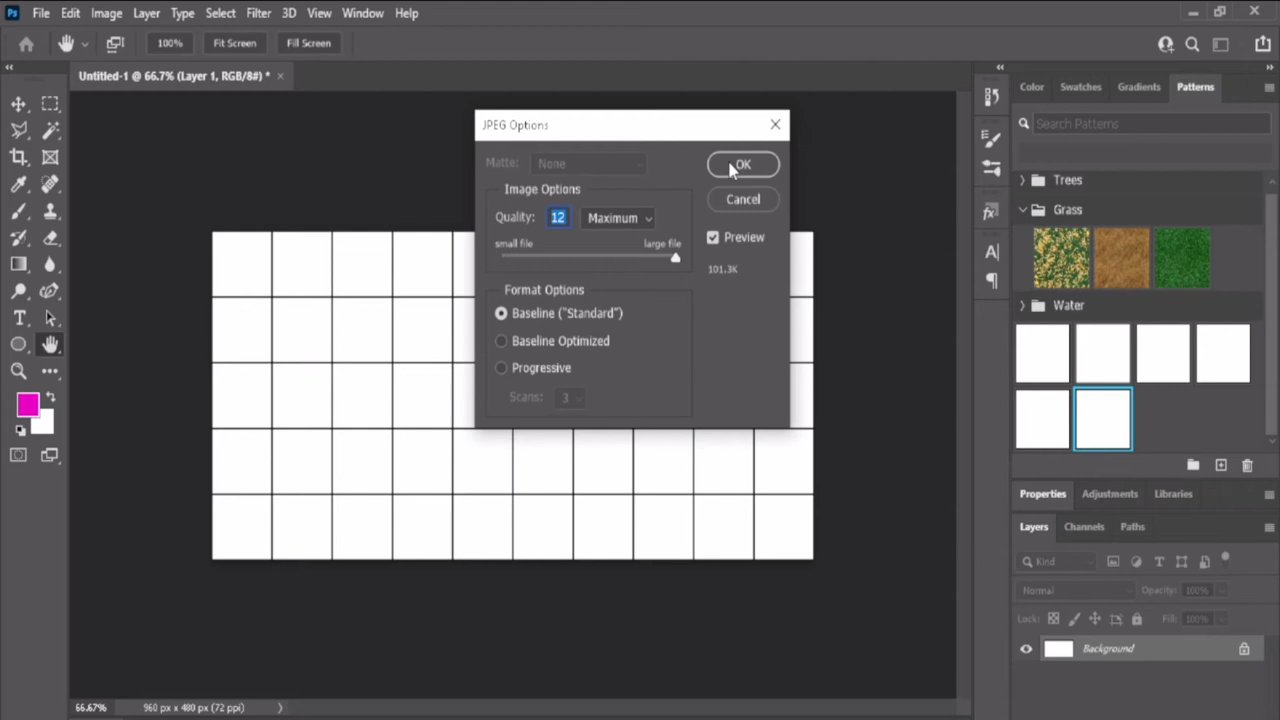 Ps File Edit Image Layer Type Select Filter 3D View Window Help
100% Fit Screen Fill Screen
Untitled-1 @ 66.7% (Layer 1, RGB/8#) * ×
JPEG Options
Matte: None
OK
Image Options
Cancel
Quality: 12 Maximum
Preview
small file large file
101.3K
Format Options
Baseline ("Standard")
Baseline Optimized
Progressive
Scans: 3
Color Swatches Gradients Patterns
Search Patterns
Trees
Grass
Water
Properties Adjustments Libraries
Layers Channels Paths
Kind
Normal Opacity: 100%
Lock: Fill: 100%
Background
66.67% 960 px x 480 px (72 ppi)